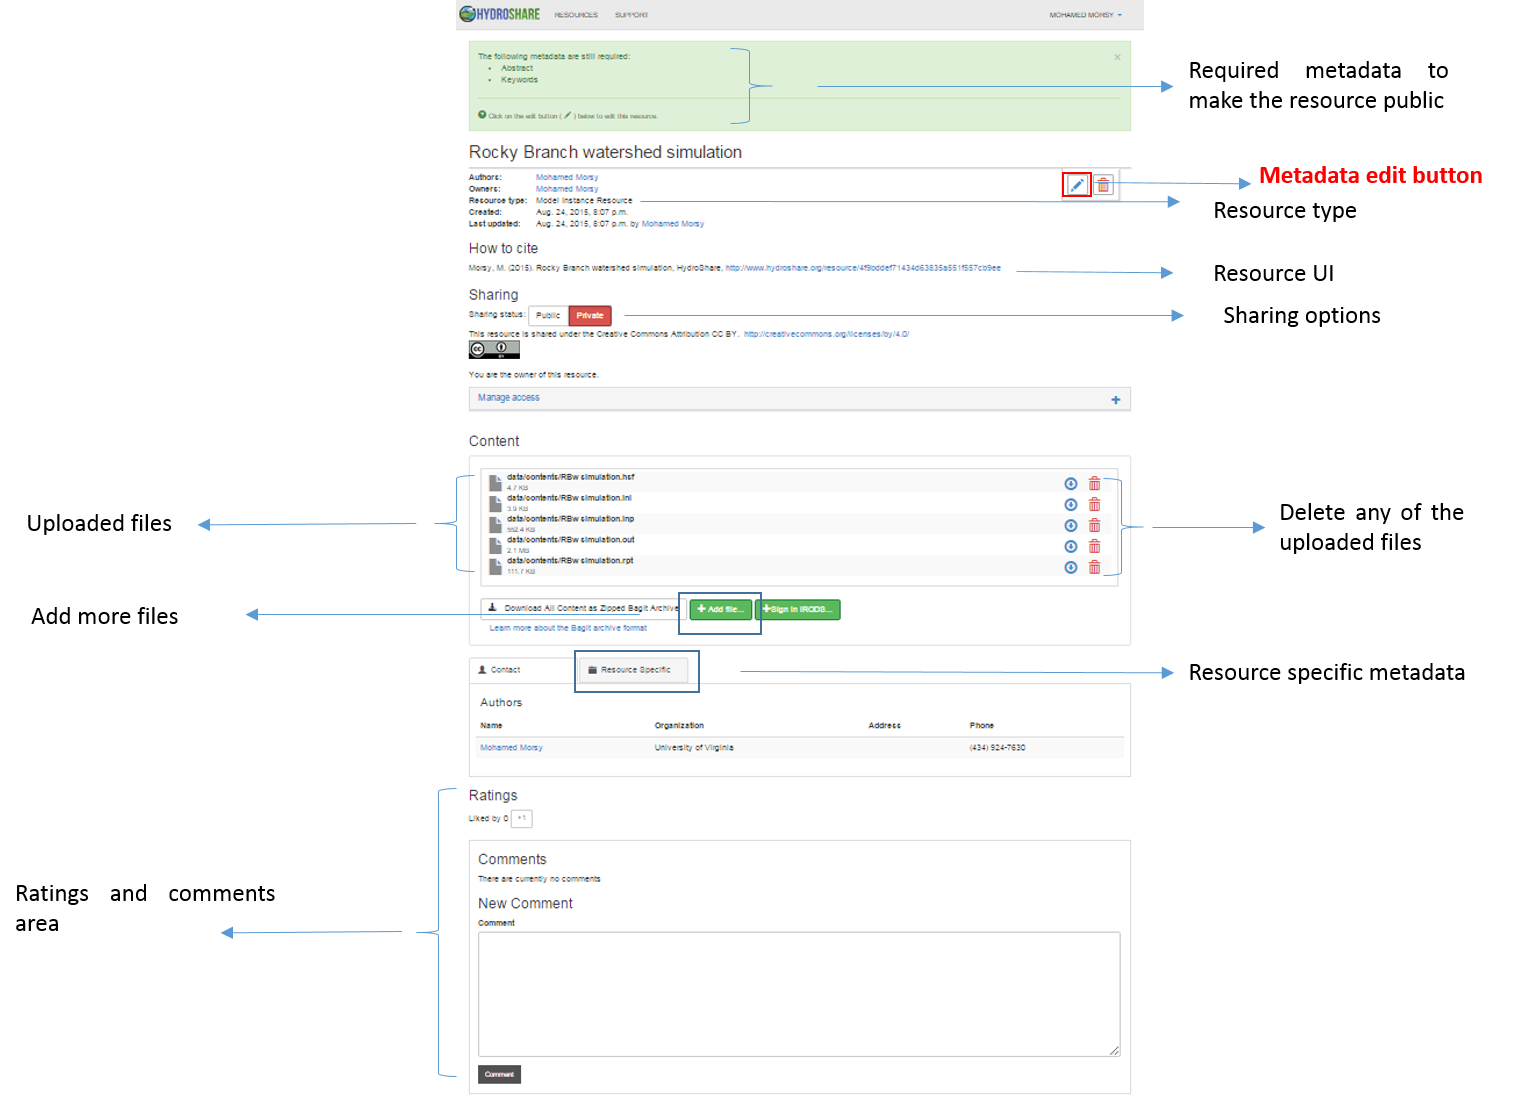 HYDROSHARE RESOURCES SUPPORT MOHAMED MORSY
The following metadata are still required:
Abstract
Keywords
Click on the edit button ( ) below to edit this resource.
Required metadata to
make the resource public
Rocky Branch watershed simulation
Authors: Mohamed Morsy
Owners: Mohamed Morsy
Resource type: Model Instance Resource
Created: Aug. 24, 2015, 8:07 p.m.
Last updated: Aug. 24, 2015, 8:07 p.m. by Mohamed Morsy
Metadata edit button
Resource type
How to cite
Morsy, M. (2015). Rocky Branch watershed simulation, HydroShare, http://www.hydroshare.org/resource/4f9bddef71434d63835a551f557cb9ee
Resource UI
Sharing
Sharing status: Public Private
Sharing options
This resource is shared under the Creative Commons Attribution CC BY. http://creativecommons.org/licenses/by/4.0/
cc
BY
You are the owner of this resource.
Manage access
Content
data/contents/RBw simulation.hsf
4.7 KB
data/contents/RBw simulation.ini
3.9 KB
data/contents/RBw simulation.inp
562.4 KB
data/contents/RBw simulation.out
2.1 MB
data/contents/RBw simulation.rpt
111.7 KB
Uploaded files
Delete any of the
uploaded files
Download All Content as Zipped BagIt Archive
Add file...
Sign in iRODS...
Learn more about the BagIt archive format
Add more files
Contact
Resource Specific
Resource specific metadata
Authors
Name Organization Address Phone
Mohamed Morsy University of Virginia (434) 924-7630
Ratings
Liked by 0 +1
Comments
There are currently no comments
New Comment
Comment
Comment
Ratings and comments
area